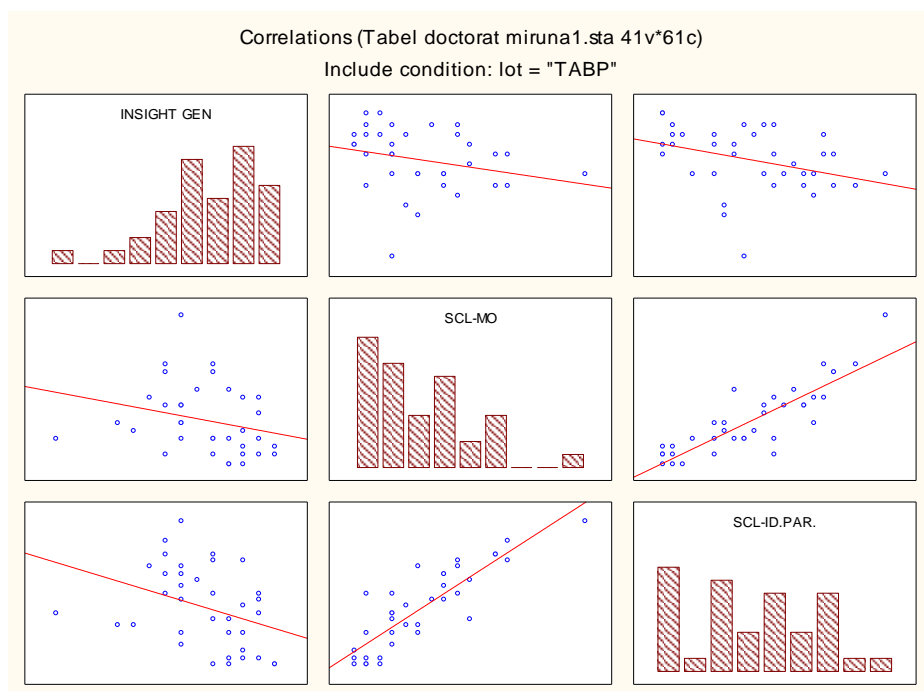 Correlations (Tabel doctorat miruna1.sta 41v*61c)
Include condition: lot = "TABP"
INSIGHT GEN
SCL-MO
SCL-ID.PAR.